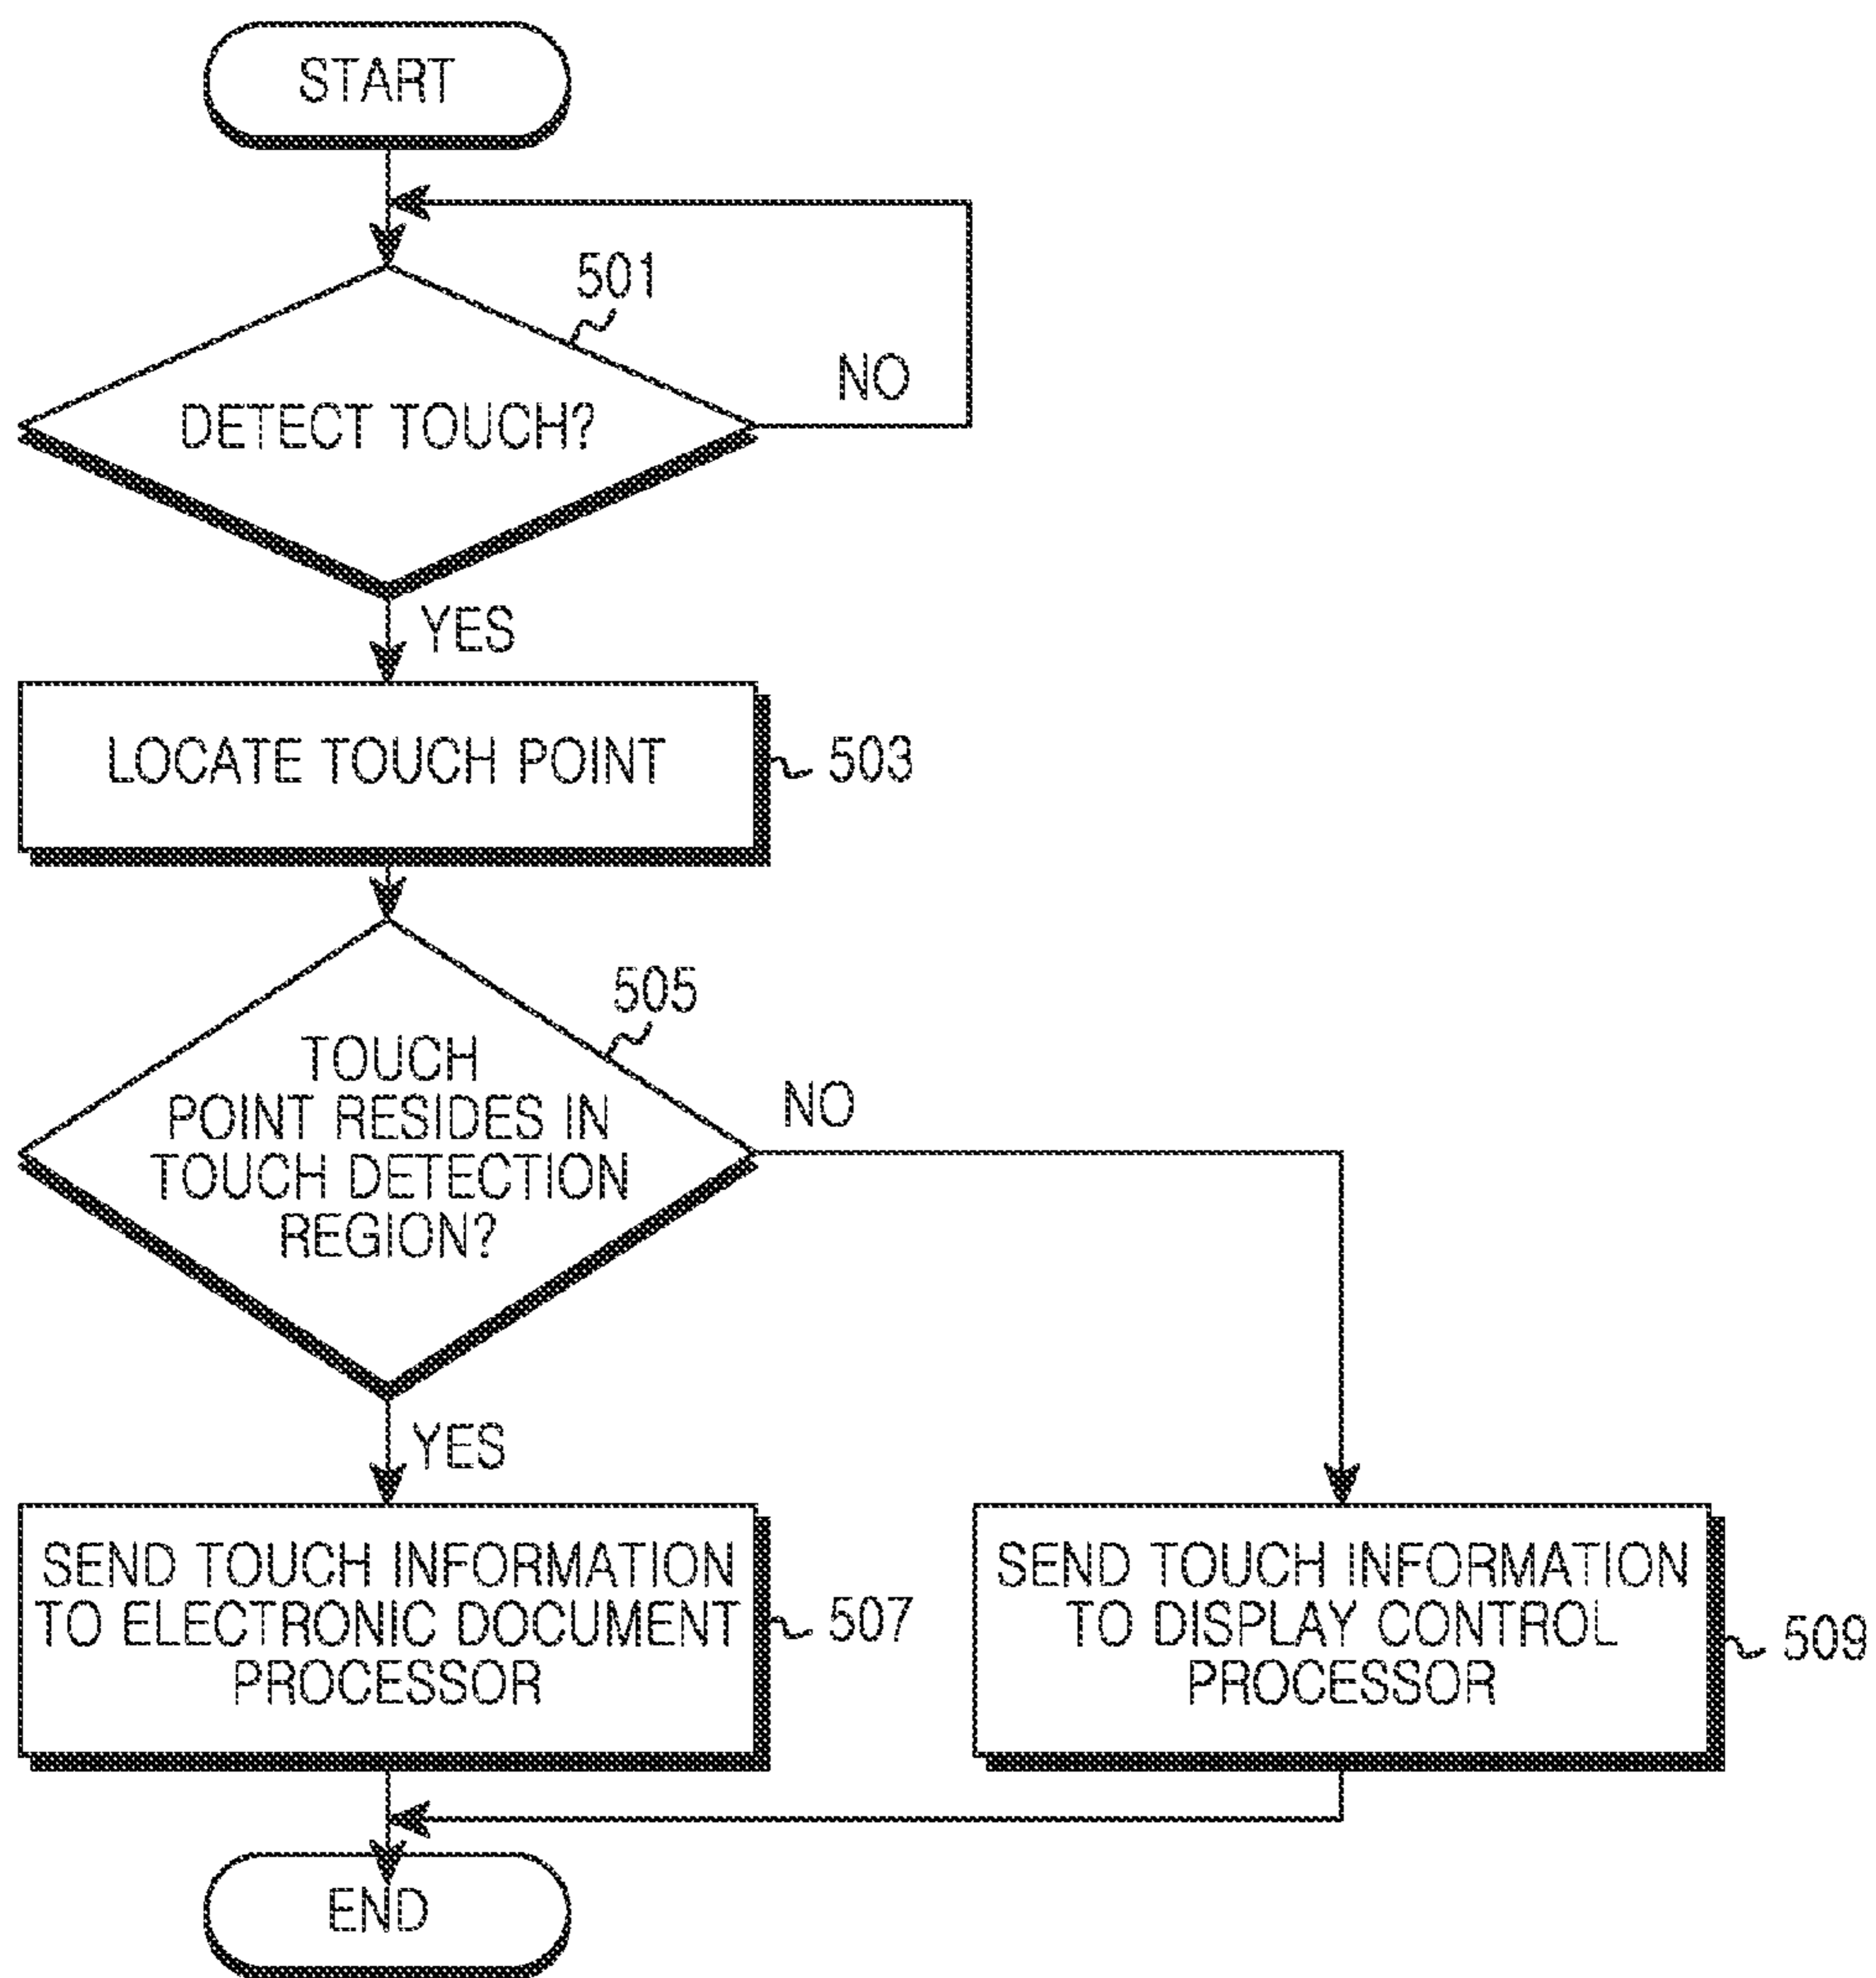 START
501
NO
DETECT TOUCH?
YES
LOCATE TOUCH POINT
503
505
TOUCH
POINT RESIDES IN
TOUCH DETECTION
REGION?
NO
YES
SEND TOUCH INFORMATION
TO ELECTRONIC DOCUMENT
PROCESSOR
507
SEND TOUCH INFORMATION
TO DISPLAY CONTROL
PROCESSOR
509
END